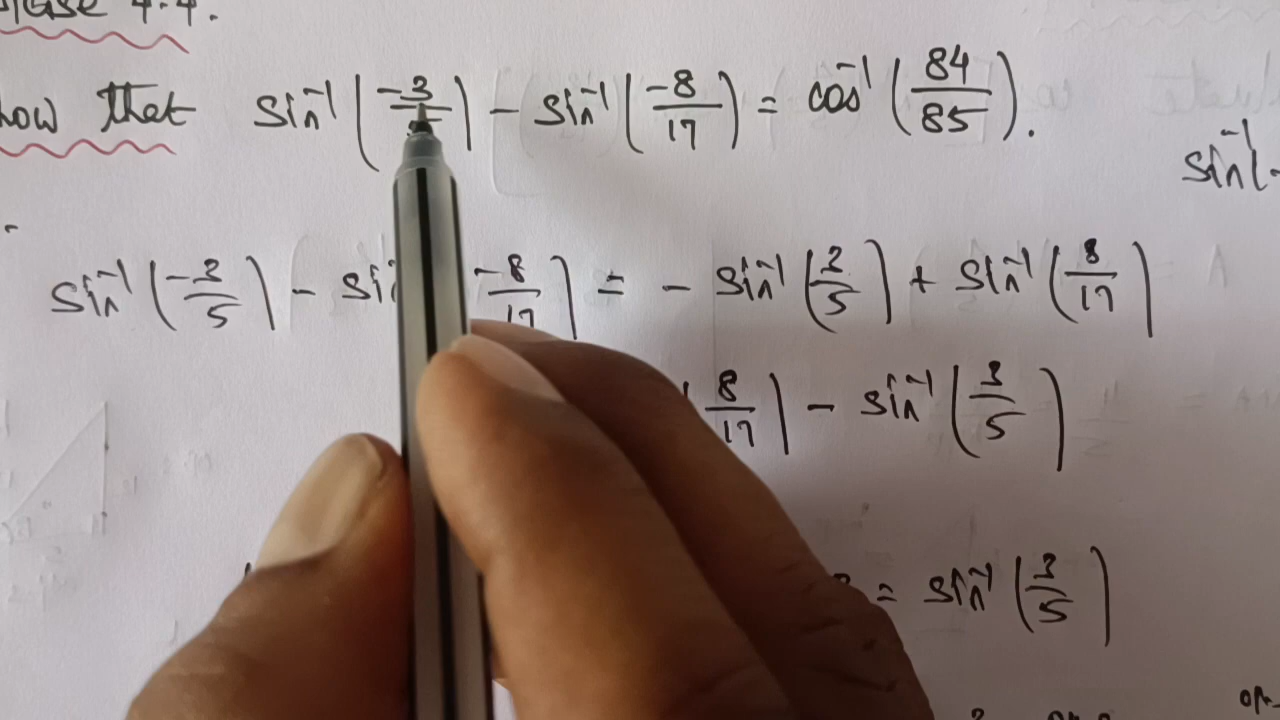 4.4.
how that sin⁻¹(-3/5) - sin⁻¹(-8/17) = cos⁻¹(84/85).
sin⁻¹(-
sin⁻¹(-3/5) - sin (-8/17) = - sin⁻¹(3/5) + sin⁻¹(8/17)
(8/17) - sin⁻¹(3/5)
= sin⁻¹(3/5)